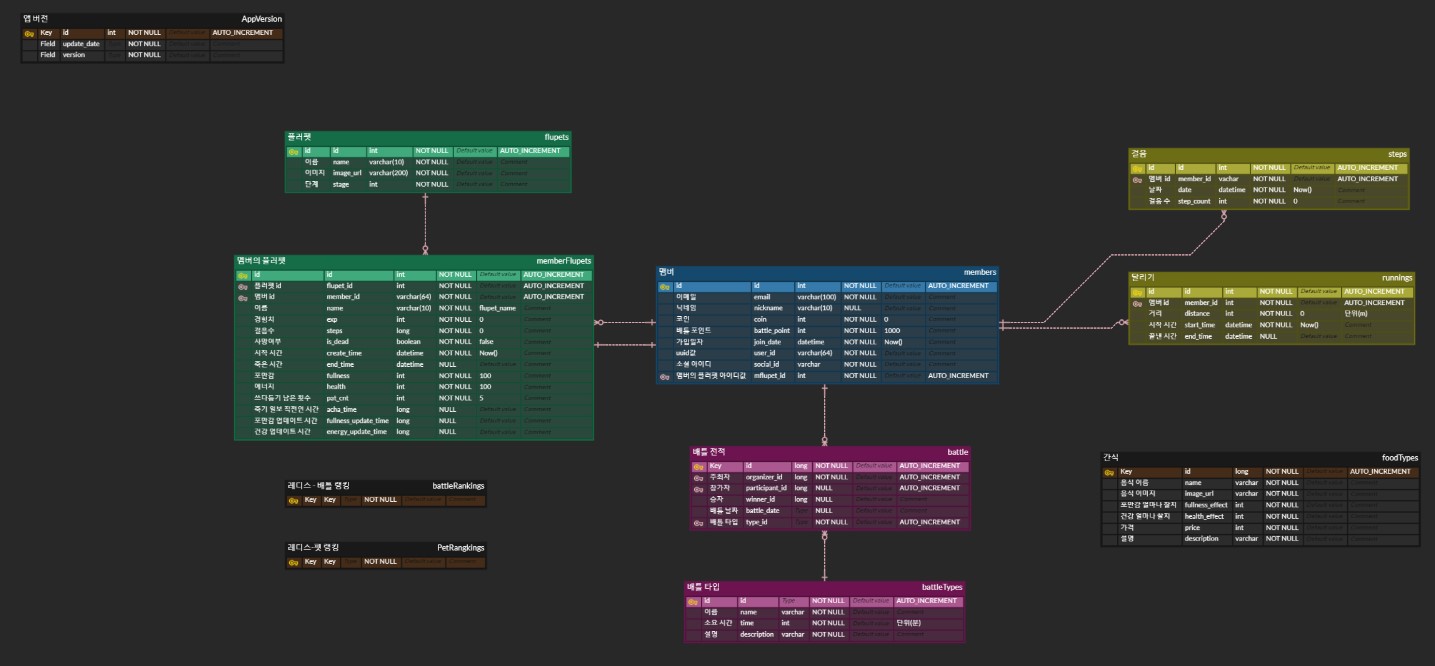 앱 버전 AppVersion
Key id int NOT NULL Default value AUTO_INCREMENT
Field update_date Type NOT NULL Default value Comment
Field version Type NOT NULL Default value Comment
플러펫 flupets
id id int NOT NULL Default value AUTO_INCREMENT
이름 name varchar(10) NOT NULL Default value Comment
이미지 image_url varchar(200) NOT NULL Default value Comment
단계 stage int NOT NULL Default value Comment
걸음 steps
id id int NOT NULL Default value AUTO_INCREMENT
멤버 id member_id vachar NOT NULL Default value AUTO_INCREMENT
날짜 date datetime NOT NULL Now() Comment
걸음 수 step_count int NOT NULL 0 Comment
멤버의 플러펫 memberFlupets
id id int NOT NULL Default value AUTO_INCREMENT
플러펫 id flupet_id int NOT NULL Default value AUTO_INCREMENT
멤버 id member_id varchar(64) NOT NULL Default value AUTO_INCREMENT
이름 name varchar(10) NOT NULL flupet_name Comment
경험치 exp int NOT NULL 0 Comment
걸음수 steps long NOT NULL 0 Comment
사망여부 is_dead boolean NOT NULL false Comment
시작 시간 create_time datetime NOT NULL Now() Comment
죽은 시간 end_time datetime NULL Default value Comment
포만감 fullness int NOT NULL 100 Comment
에너지 health int NOT NULL 100 Comment
쓰다듬기 남은 횟수 pat_cnt int NOT NULL 5 Comment
죽기 일보 직전인 시간 acha_time long NULL Default value Comment
포만감 업데이트 시간 fullness_update_time long NULL Default value Comment
건강 업데이트 시간 energy_update_time long NULL Default value Comment
멤버 members
id id int NOT NULL Default value AUTO_INCREMENT
이메일 email varchar(100) NOT NULL Default value Comment
닉네임 nickname varchar(10) NULL Default value Comment
코인 coin int NOT NULL 0 Comment
배틀 포인트 battle_point int NOT NULL 1000 Comment
가입일자 join_date datetime NOT NULL Now() Comment
uuid값 user_id varchar(64) NOT NULL Default value Comment
소셜 아이디 social_id varchar NOT NULL Default value Comment
멤버의 플러펫 아이디값 mflupet_id int NOT NULL Default value AUTO_INCREMENT
달리기 runnings
id id int NOT NULL Default value AUTO_INCREMENT
멤버 id member_id int NOT NULL Default value AUTO_INCREMENT
거리 distance int NOT NULL 0 단위(m)
시작 시간 start_time datetime NOT NULL Now() Comment
끝낸 시간 end_time datetime NULL Default value Comment
배틀 전적 battle
Key id long NOT NULL Default value AUTO_INCREMENT
주최자 organizer_id long NOT NULL Default value AUTO_INCREMENT
참가자 participant_id long NULL Default value AUTO_INCREMENT
승자 winner_id long NULL Default value Comment
배틀 날짜 battle_date Type NULL Default value Comment
배틀 타입 type_id Type NOT NULL Default value AUTO_INCREMENT
간식 foodTypes
Key id long NOT NULL Default value AUTO_INCREMENT
음식 이름 name varchar NOT NULL Default value Comment
음식 이미지 image_url varchar NOT NULL Default value Comment
포만감 얼마나 찰지 fullness_effect int NOT NULL Default value Comment
건강 얼마나 찰지 health_effect int NOT NULL Default value Comment
가격 price int NOT NULL Default value Comment
설명 description varchar NOT NULL Default value Comment
레디스- 배틀 랭킹 battleRankings
Key Key Type NOT NULL Default value Comment
레디스-펫 랭킹 PetRangkings
Key Key Type NOT NULL Default value Comment
배틀 타입 battleTypes
id id Type NOT NULL Default value AUTO_INCREMENT
이름 name varchar NOT NULL Default value Comment
소요 시간 time int NOT NULL Default value 단위(분)
설명 description varchar NOT NULL Default value Comment